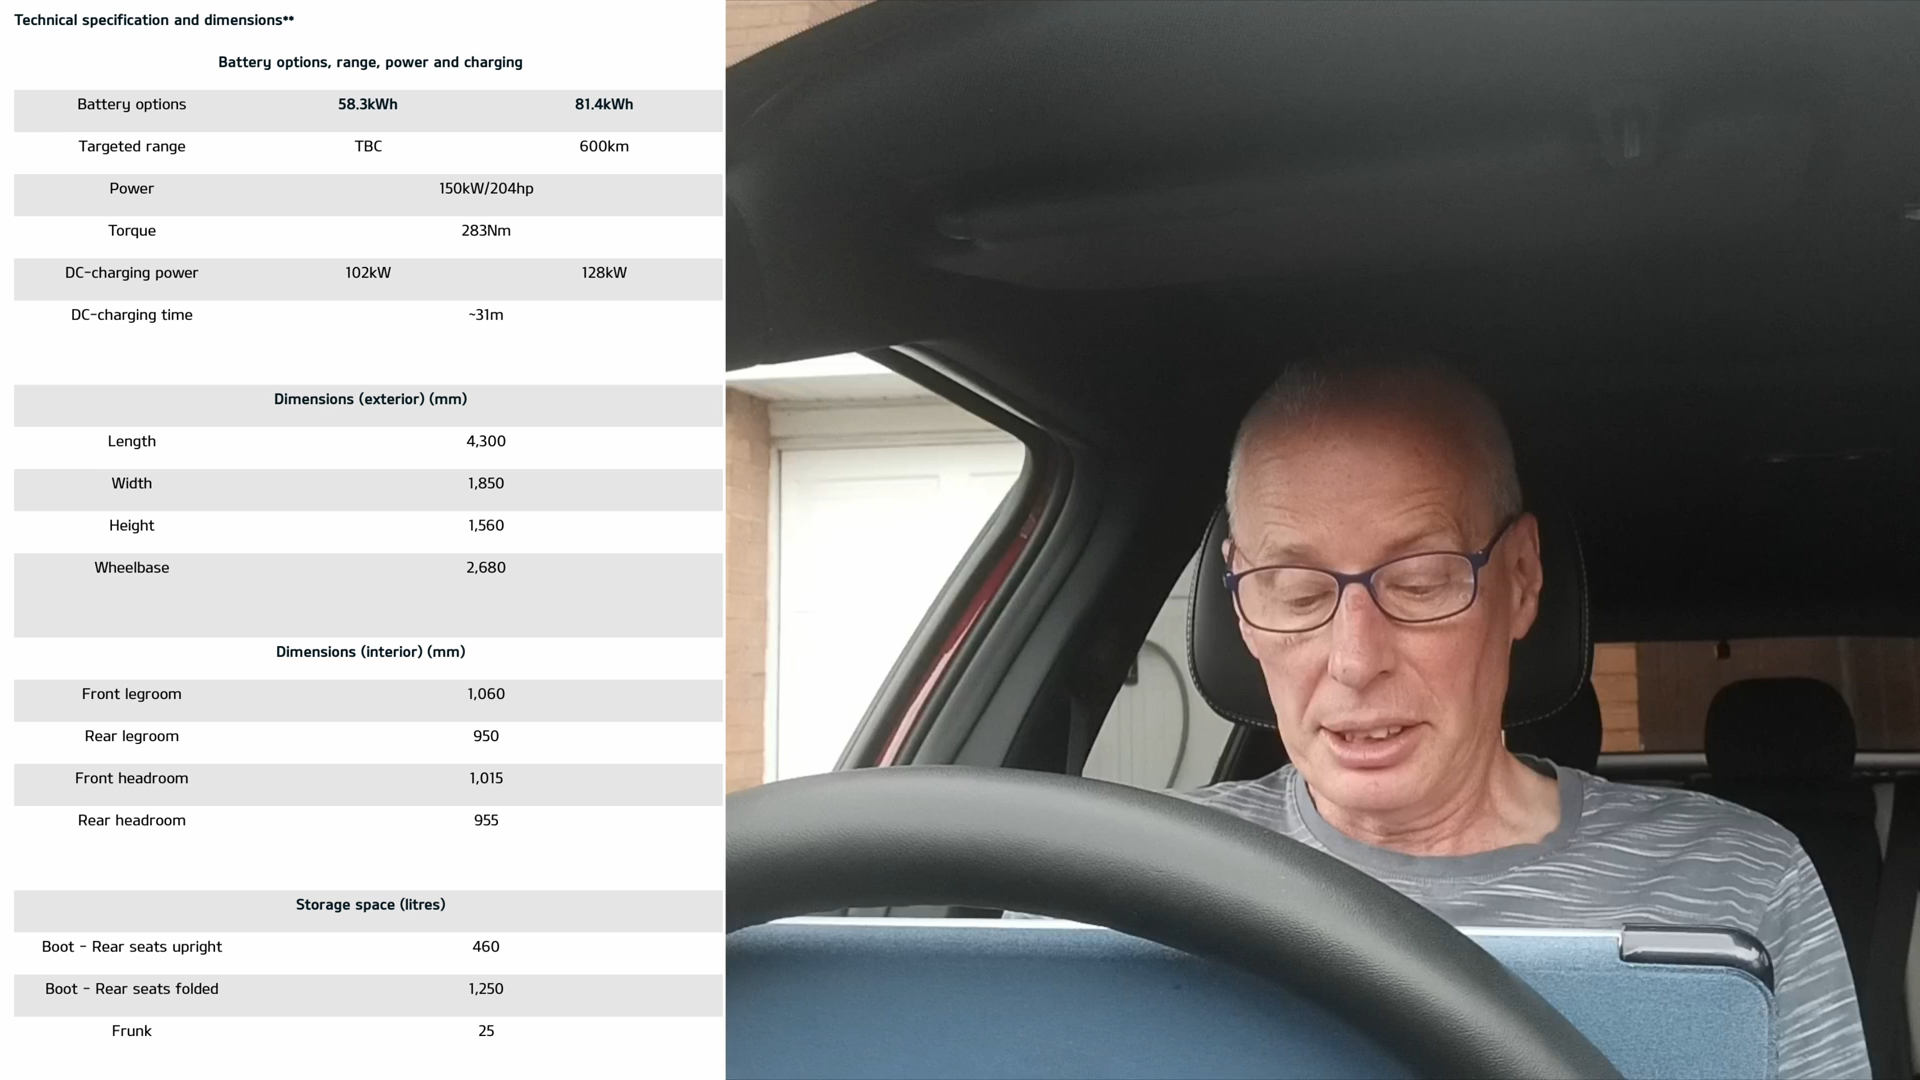 Technical specification and dimensions**
Battery options, range, power and charging
Battery options 58.3kWh 81.4kWh
Targeted range TBC 600km
Power 150kW/204hp
Torque 283Nm
DC-charging power 102kW 128kW
DC-charging time ~31m
Dimensions (exterior) (mm)
Length 4,300
Width 1,850
Height 1,560
Wheelbase 2,680
Dimensions (interior) (mm)
Front legroom 1,060
Rear legroom 950
Front headroom 1,015
Rear headroom 955
Storage space (litres)
Boot - Rear seats upright 460
Boot - Rear seats folded 1,250
Frunk 25